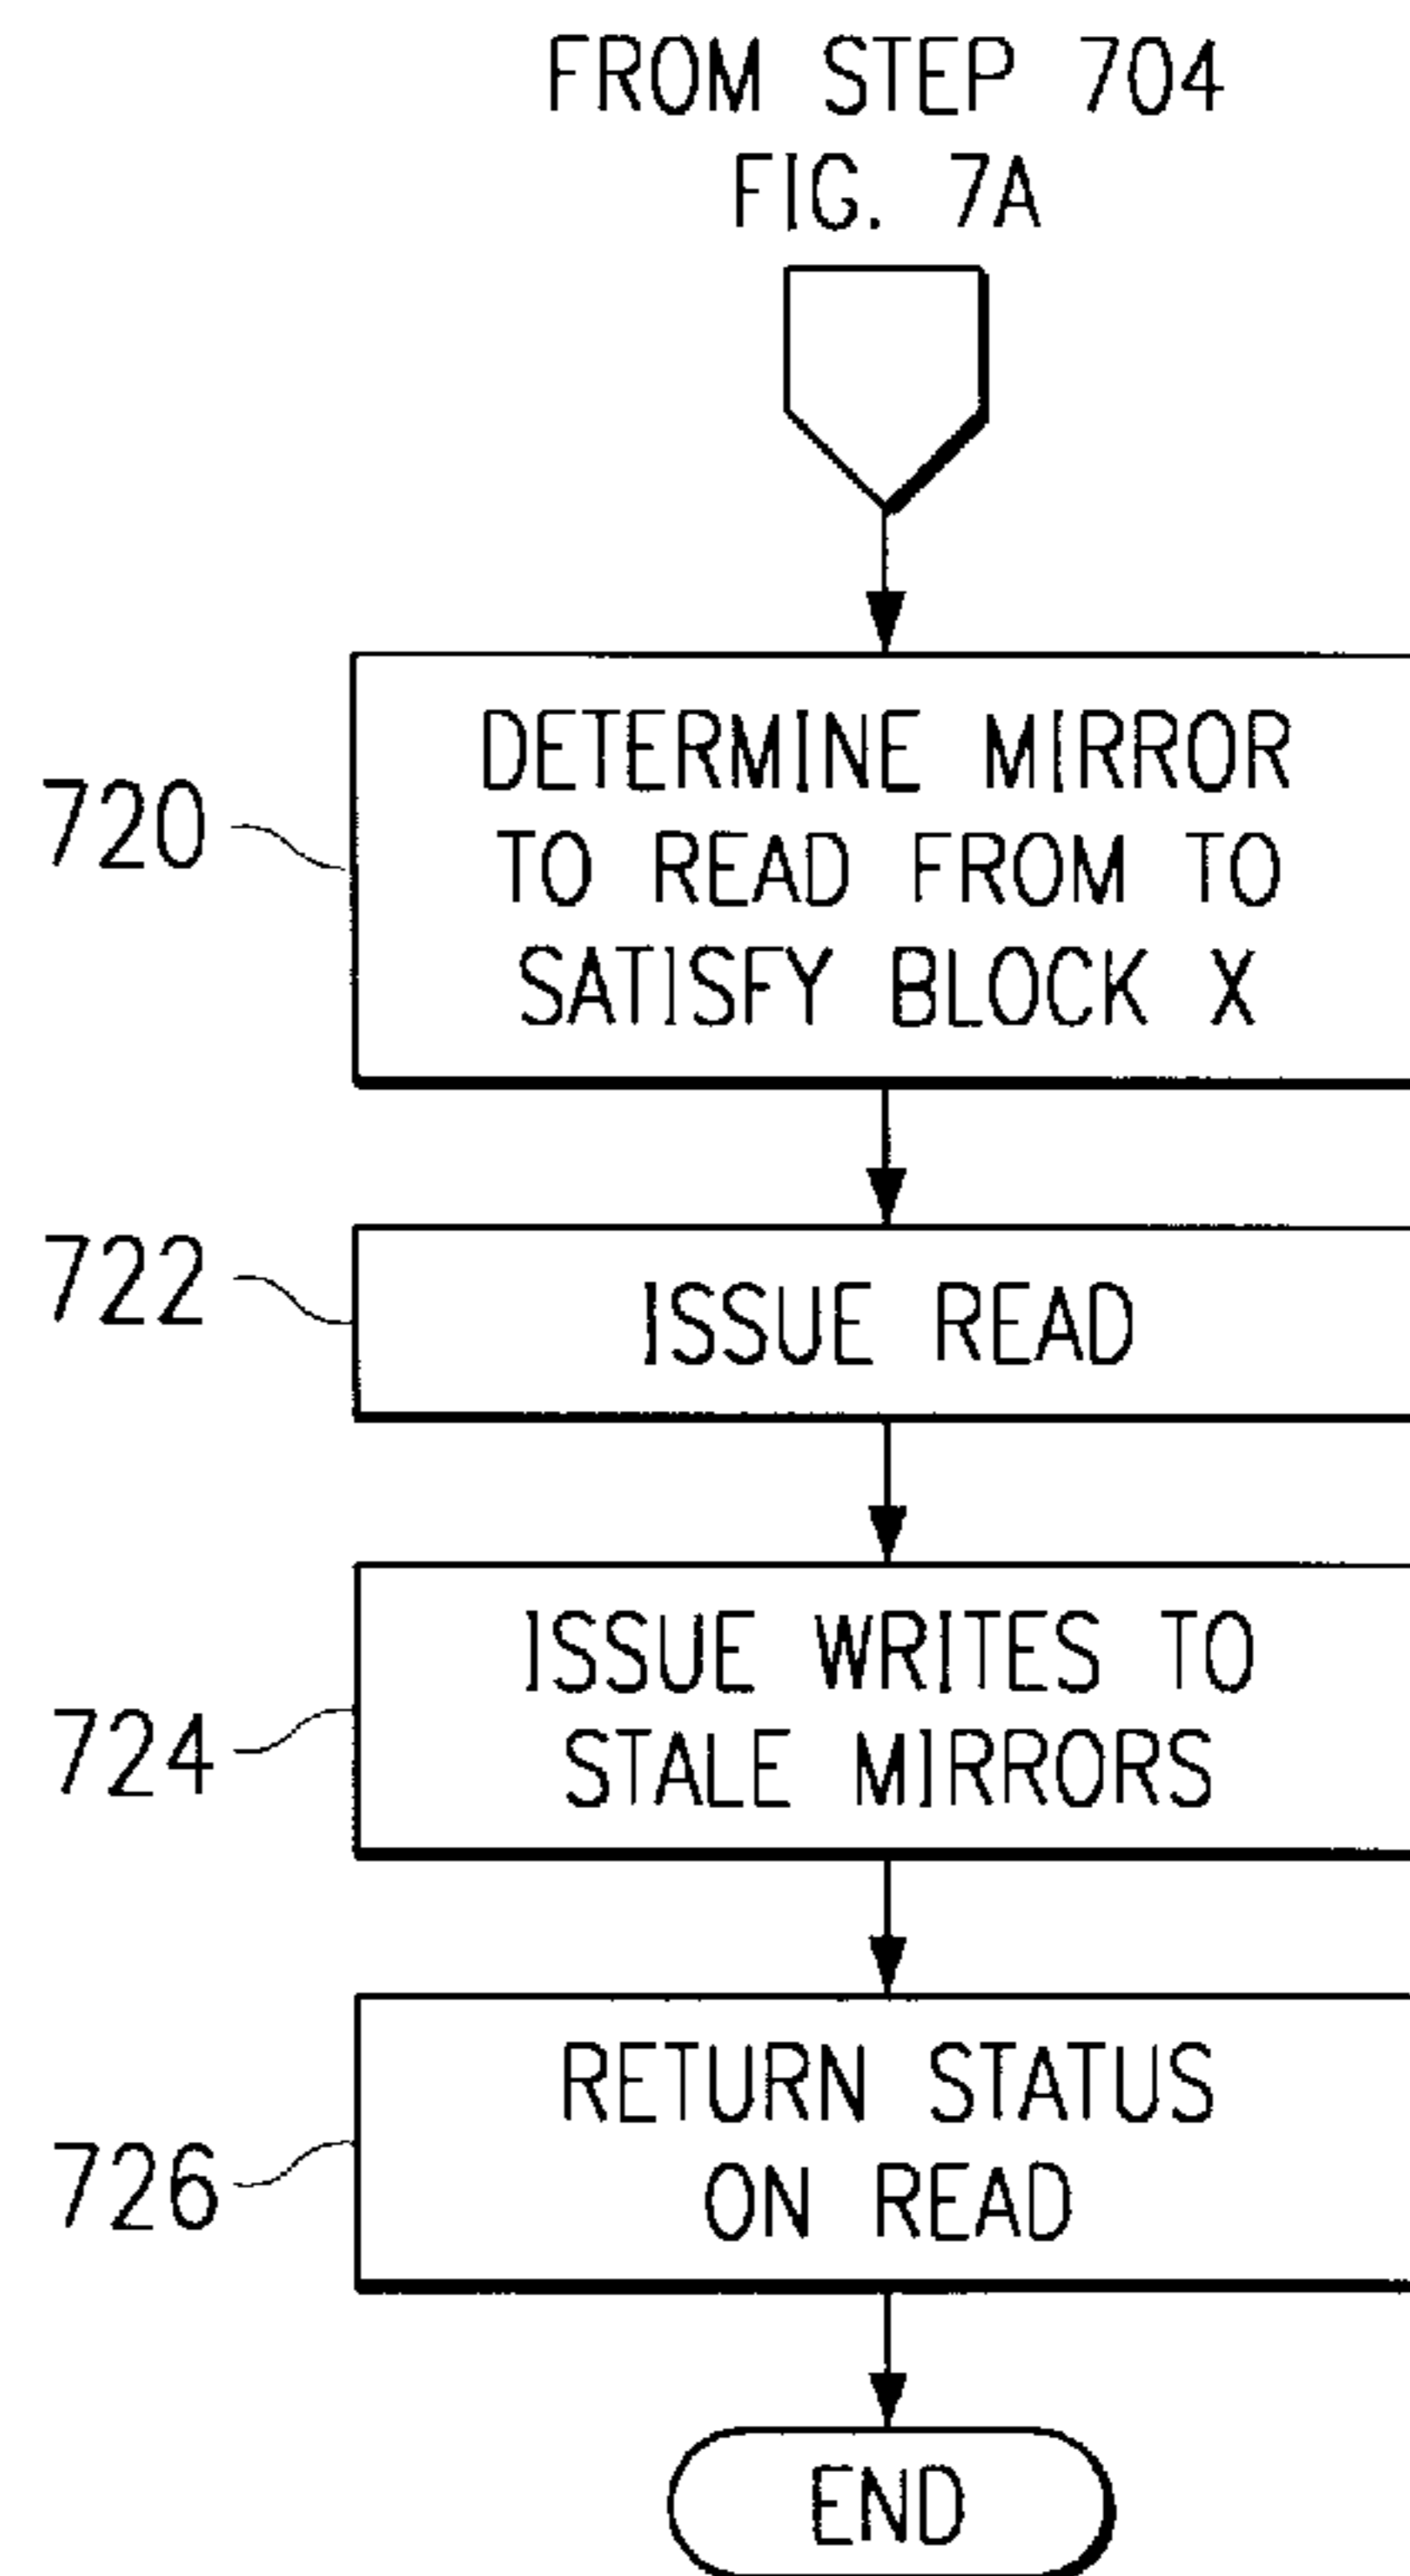 FROM STEP 704
FIG. 7A
720
DETERMINE MIRROR
TO READ FROM TO
SATISFY BLOCK X
722
ISSUE READ
724
ISSUE WRITES TO
STALE MIRRORS
726
RETURN STATUS
ON READ
END